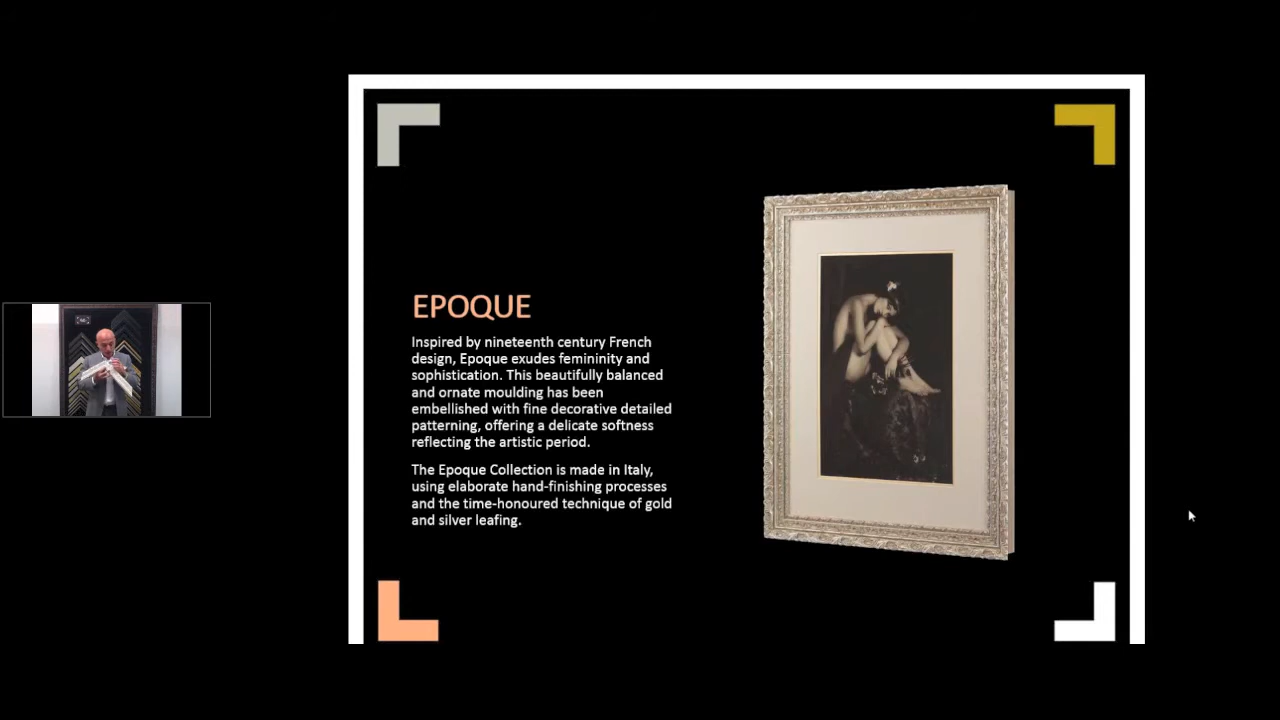 EPOQUE
Inspired by nineteenth century French
design, Epoque exudes femininity and
sophistication. This beautifully balanced
and ornate moulding has been
embellished with fine decorative detailed
patterning, offering a delicate softness
reflecting the artistic period.
The Epoque Collection is made in Italy,
using elaborate hand-finishing processes
and the time-honoured technique of gold
and silver leafing.